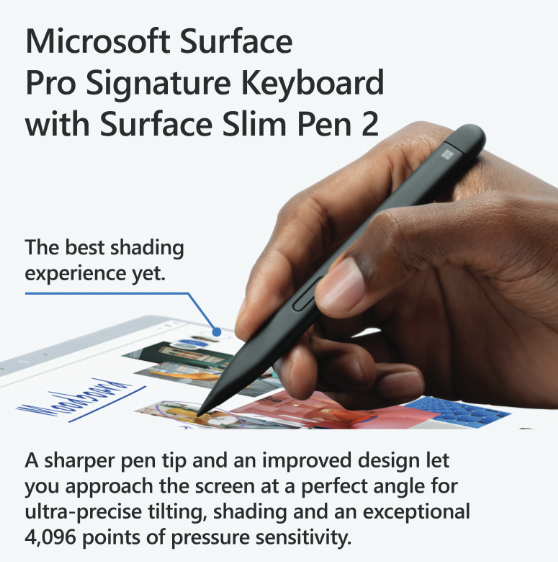 Microsoft Surface
Pro Signature Keyboard
with Surface Slim Pen 2
The best shading
experience yet.
Moodboard
A sharper pen tip and an improved design let
you approach the screen at a perfect angle for
ultra-precise tilting, shading and an exceptional
4,096 points of pressure sensitivity.